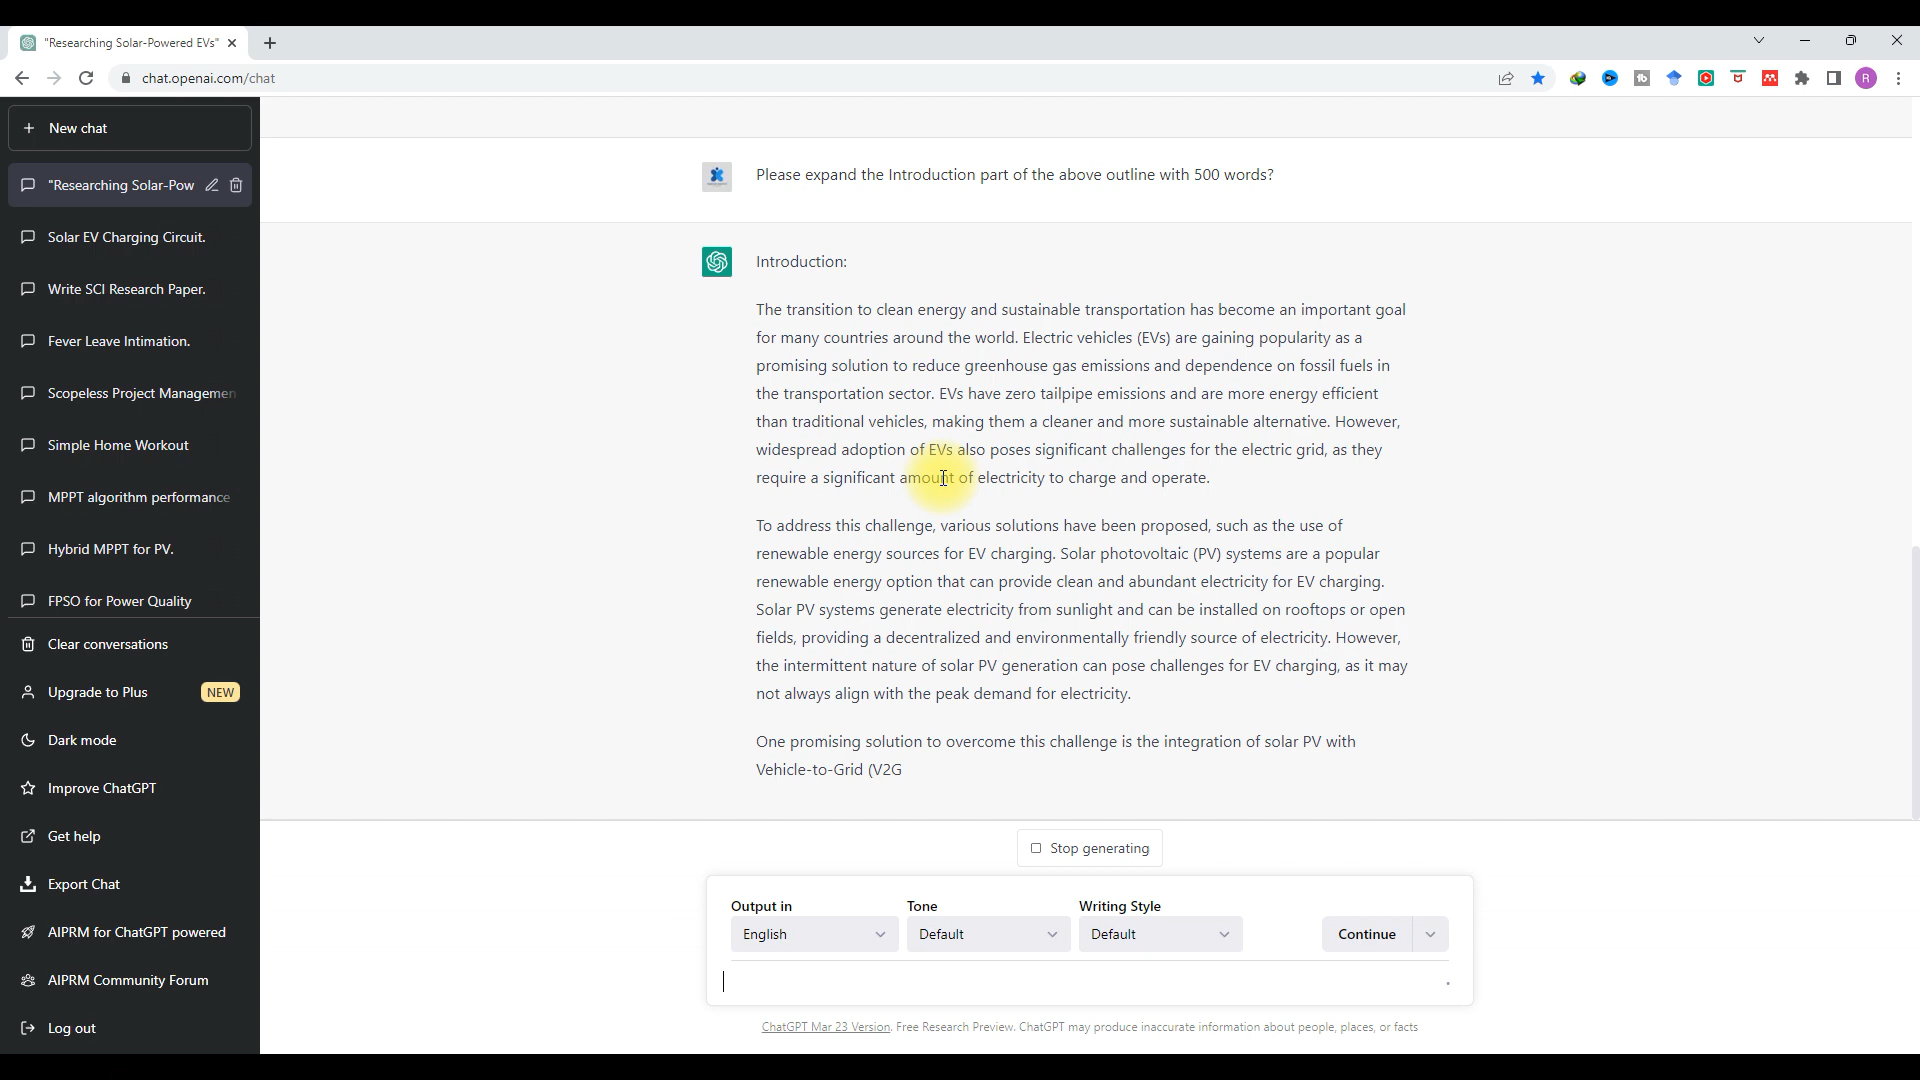 "Researching Solar-Powered EVs"
chat.openai.com/chat
R
New chat
"Researching Solar-Pow
Solar EV Charging Circuit.
Write SCI Research Paper.
Fever Leave Intimation.
Scopeless Project Managemen
Simple Home Workout
MPPT algorithm performance
Hybrid MPPT for PV.
FPSO for Power Quality
Clear conversations
Upgrade to Plus NEW
Dark mode
Improve ChatGPT
Get help
Export Chat
AIPRM for ChatGPT powered
AIPRM Community Forum
Log out
Please expand the Introduction part of the above outline with 500 words?
Introduction:
The transition to clean energy and sustainable transportation has become an important goal
for many countries around the world. Electric vehicles (EVs) are gaining popularity as a
promising solution to reduce greenhouse gas emissions and dependence on fossil fuels in
the transportation sector. EVs have zero tailpipe emissions and are more energy efficient
than traditional vehicles, making them a cleaner and more sustainable alternative. However,
widespread adoption of EVs also poses significant challenges for the electric grid, as they
require a significant amount of electricity to charge and operate.
To address this challenge, various solutions have been proposed, such as the use of
renewable energy sources for EV charging. Solar photovoltaic (PV) systems are a popular
renewable energy option that can provide clean and abundant electricity for EV charging.
Solar PV systems generate electricity from sunlight and can be installed on rooftops or open
fields, providing a decentralized and environmentally friendly source of electricity. However,
the intermittent nature of solar PV generation can pose challenges for EV charging, as it may
not always align with the peak demand for electricity.
One promising solution to overcome this challenge is the integration of solar PV with
Vehicle-to-Grid (V2G
Stop generating
Output in Tone Writing Style
English Default Default Continue
ChatGPT Mar 23 Version. Free Research Preview. ChatGPT may produce inaccurate information about people, places, or facts